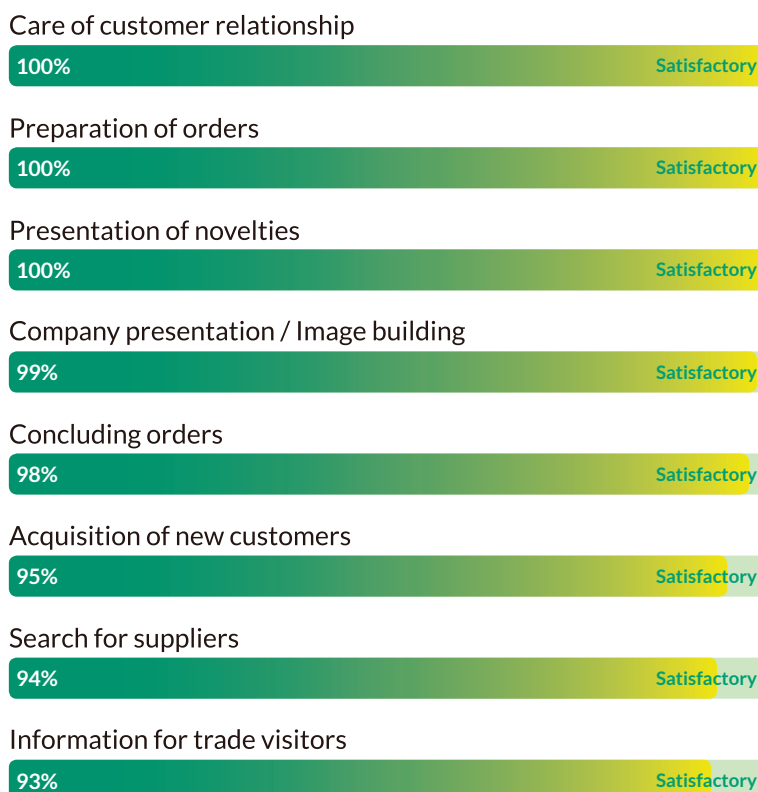 Care of customer relationship
100% Satisfactory
Preparation of orders
100% Satisfactory
Presentation of novelties
100% Satisfactory
Company presentation / Image building
99% Satisfactory
Concluding orders
98% Satisfactory
Acquisition of new customers
95% Satisfactory
Search for suppliers
94% Satisfactory
Information for trade visitors
93% Satisfactory